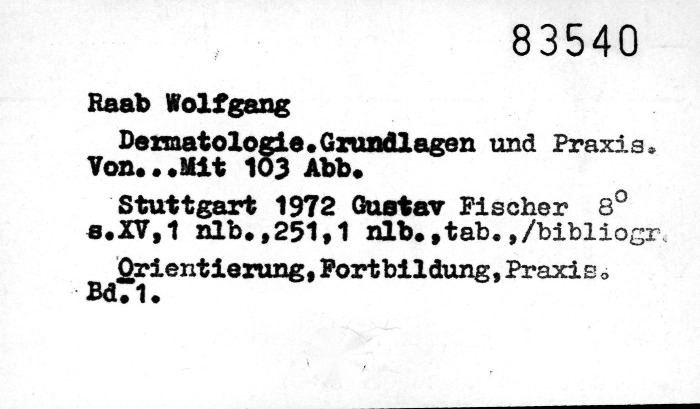 83540
Raab Wolfgang
Dermatologie.Grundlagen und Praxis.
Von...Mit 103 Abb.
Stuttgart 1972 Gustav Fischer 8°
s.XV,1 nlb.,251,1 nlb.,tab.,/bibliogr.
Orientierung,Fortbildung,Praxis.
Bd.1.